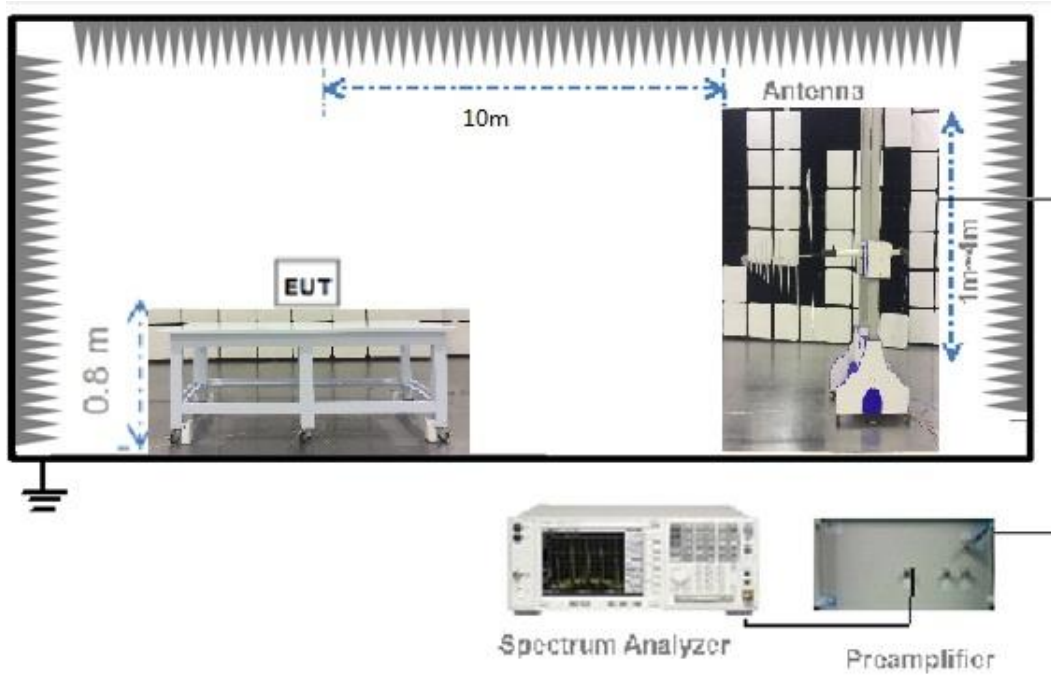 Antenna
10m
1m~4m
EUT
0.8 m
Spectrum Analyzer
Preamplifier